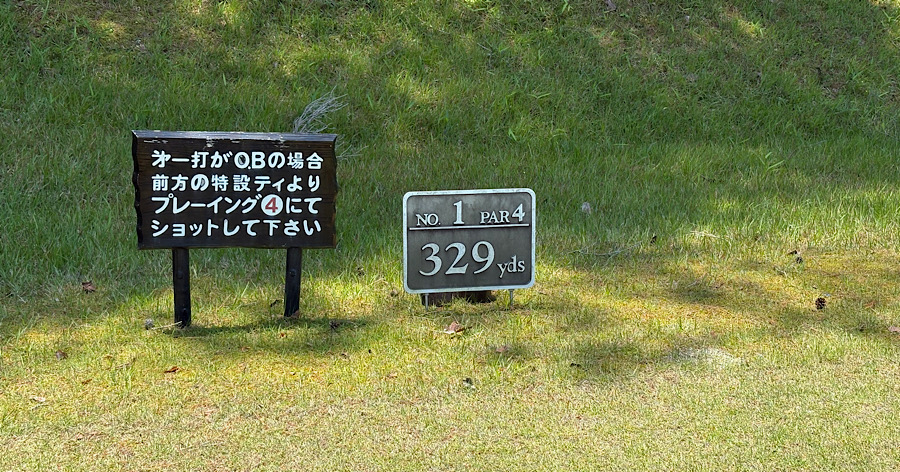 第一打がO.Bの場合
前方の特設ティより
プレーイング④にて
ショットして下さい
NO. 1 PAR 4
329 yds